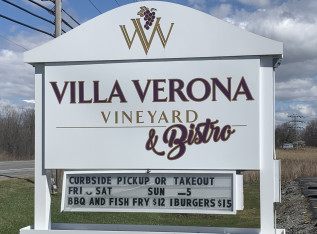 VILLA VERONA
VINEYARD
& Bistro
CURBSIDE PICKUP OR TAKEOUT
FRI SAT SUN -5
BBQ AND FISH FRY $12 BURGERS $15